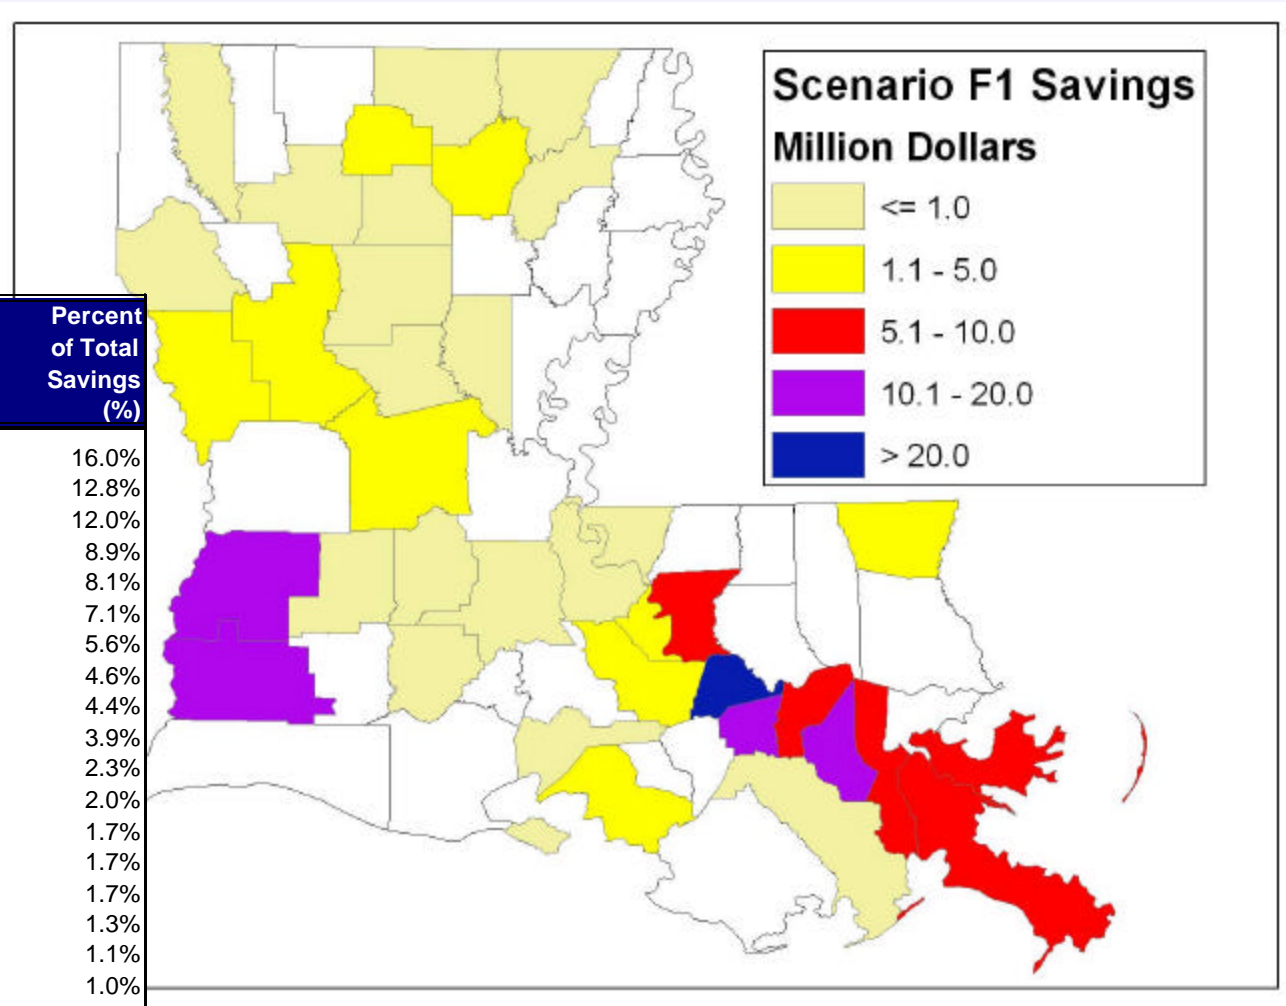 Scenario F1 Savings
Million Dollars
<= 1.0
1.1 - 5.0
5.1 - 10.0
10.1 - 20.0
> 20.0
Percent
of Total
Savings
(%)
16.0%
12.8%
12.0%
8.9%
8.1%
7.1%
5.6%
4.6%
4.4%
3.9%
2.3%
2.0%
1.7%
1.7%
1.7%
1.3%
1.1%
1.0%